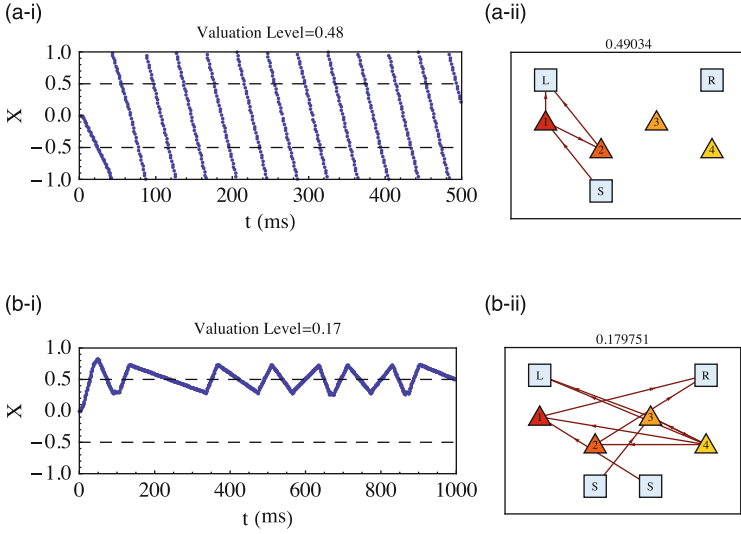 (a-i)
Valuation Level=0.48
1.0
0.5
0.0
−0.5
−1.0
X
0 100 200 300 400 500
t (ms)
(a-ii)
0.49034
L R
1 3
2 4
S
(b-i)
Valuation Level=0.17
1.0
0.5
0.0
−0.5
−1.0
X
0 200 400 600 800 1000
t (ms)
(b-ii)
0.179751
L R
1 3
2 4
S S